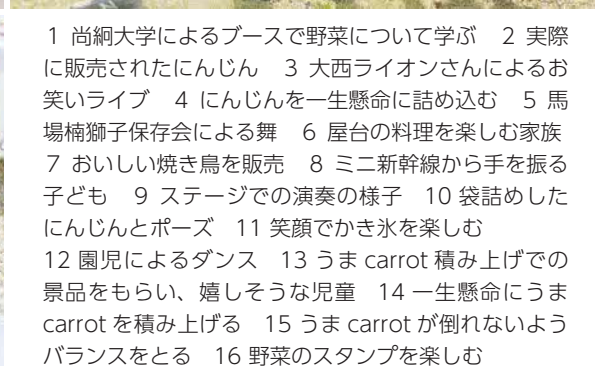 1 尚絅大学によるブースで野菜について学ぶ　2 実際
に販売されたにんじん　3 大西ライオンさんによるお
笑いライブ　4 にんじんを一生懸命に詰め込む　5 馬
場楠獅子保存会による舞　6 屋台の料理を楽しむ家族
7 おいしい焼き鳥を販売　8 ミニ新幹線から手を振る
子ども　9 ステージでの演奏の様子　10 袋詰めした
にんじんとポーズ　11 笑顔でかき氷を楽しむ
12 園児によるダンス　13 うま carrot 積み上げでの
景品をもらい、嬉しそうな児童　14 一生懸命にうま
carrot を積み上げる　15 うま carrot が倒れないよう
バランスをとる　16 野菜のスタンプを楽しむ